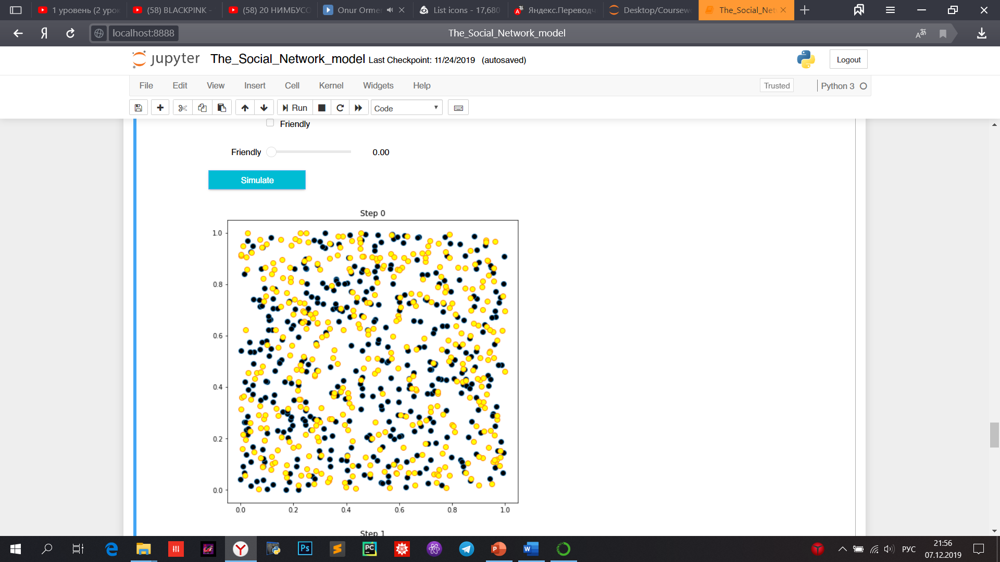 1 уровень (2 урок
(58) BLACKPINK -
(58) 20 НИМБУСО
Onur Ormen
List icons - 17,680
Яндекс.Переводч
Desktop/Coursew
The_Social_Net
localhost:8888
The_Social_Network_model
jupyter The_Social_Network_model Last Checkpoint: 11/24/2019 (autosaved)
Logout
File Edit View Insert Cell Kernel Widgets Help
Trusted
Python 3
Run
Code
Friendly
Friendly 0.00
Simulate
Step 0
1.0
0.8
0.6
0.4
0.2
0.0
0.0 0.2 0.4 0.6 0.8 1.0
Step 1
РУС
21:56
07.12.2019